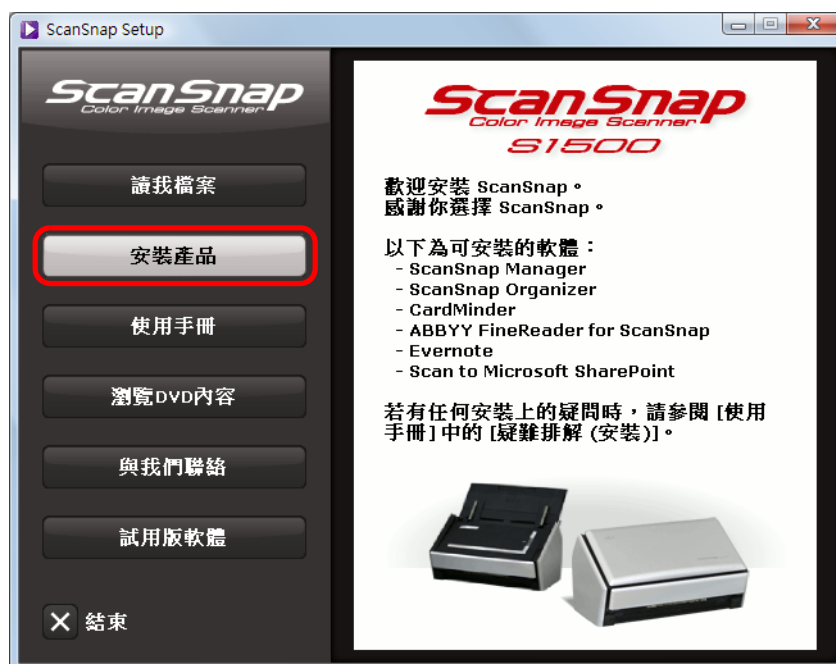 ScanSnap Setup
ScanSnap
Color Image Scanner
讀我檔案
安裝產品
使用手冊
瀏覽DVD內容
與我們聯絡
試用版軟體
結束
ScanSnap
Color Image Scanner
S1500
歡迎安裝 ScanSnap。
感謝你選擇 ScanSnap。
以下為可安裝的軟體：
- ScanSnap Manager
- ScanSnap Organizer
- CardMinder
- ABBYY FineReader for ScanSnap
- Evernote
- Scan to Microsoft SharePoint
若有任何安裝上的疑問時，請參閱 [使用
手冊] 中的 [疑難排解 (安裝)]。